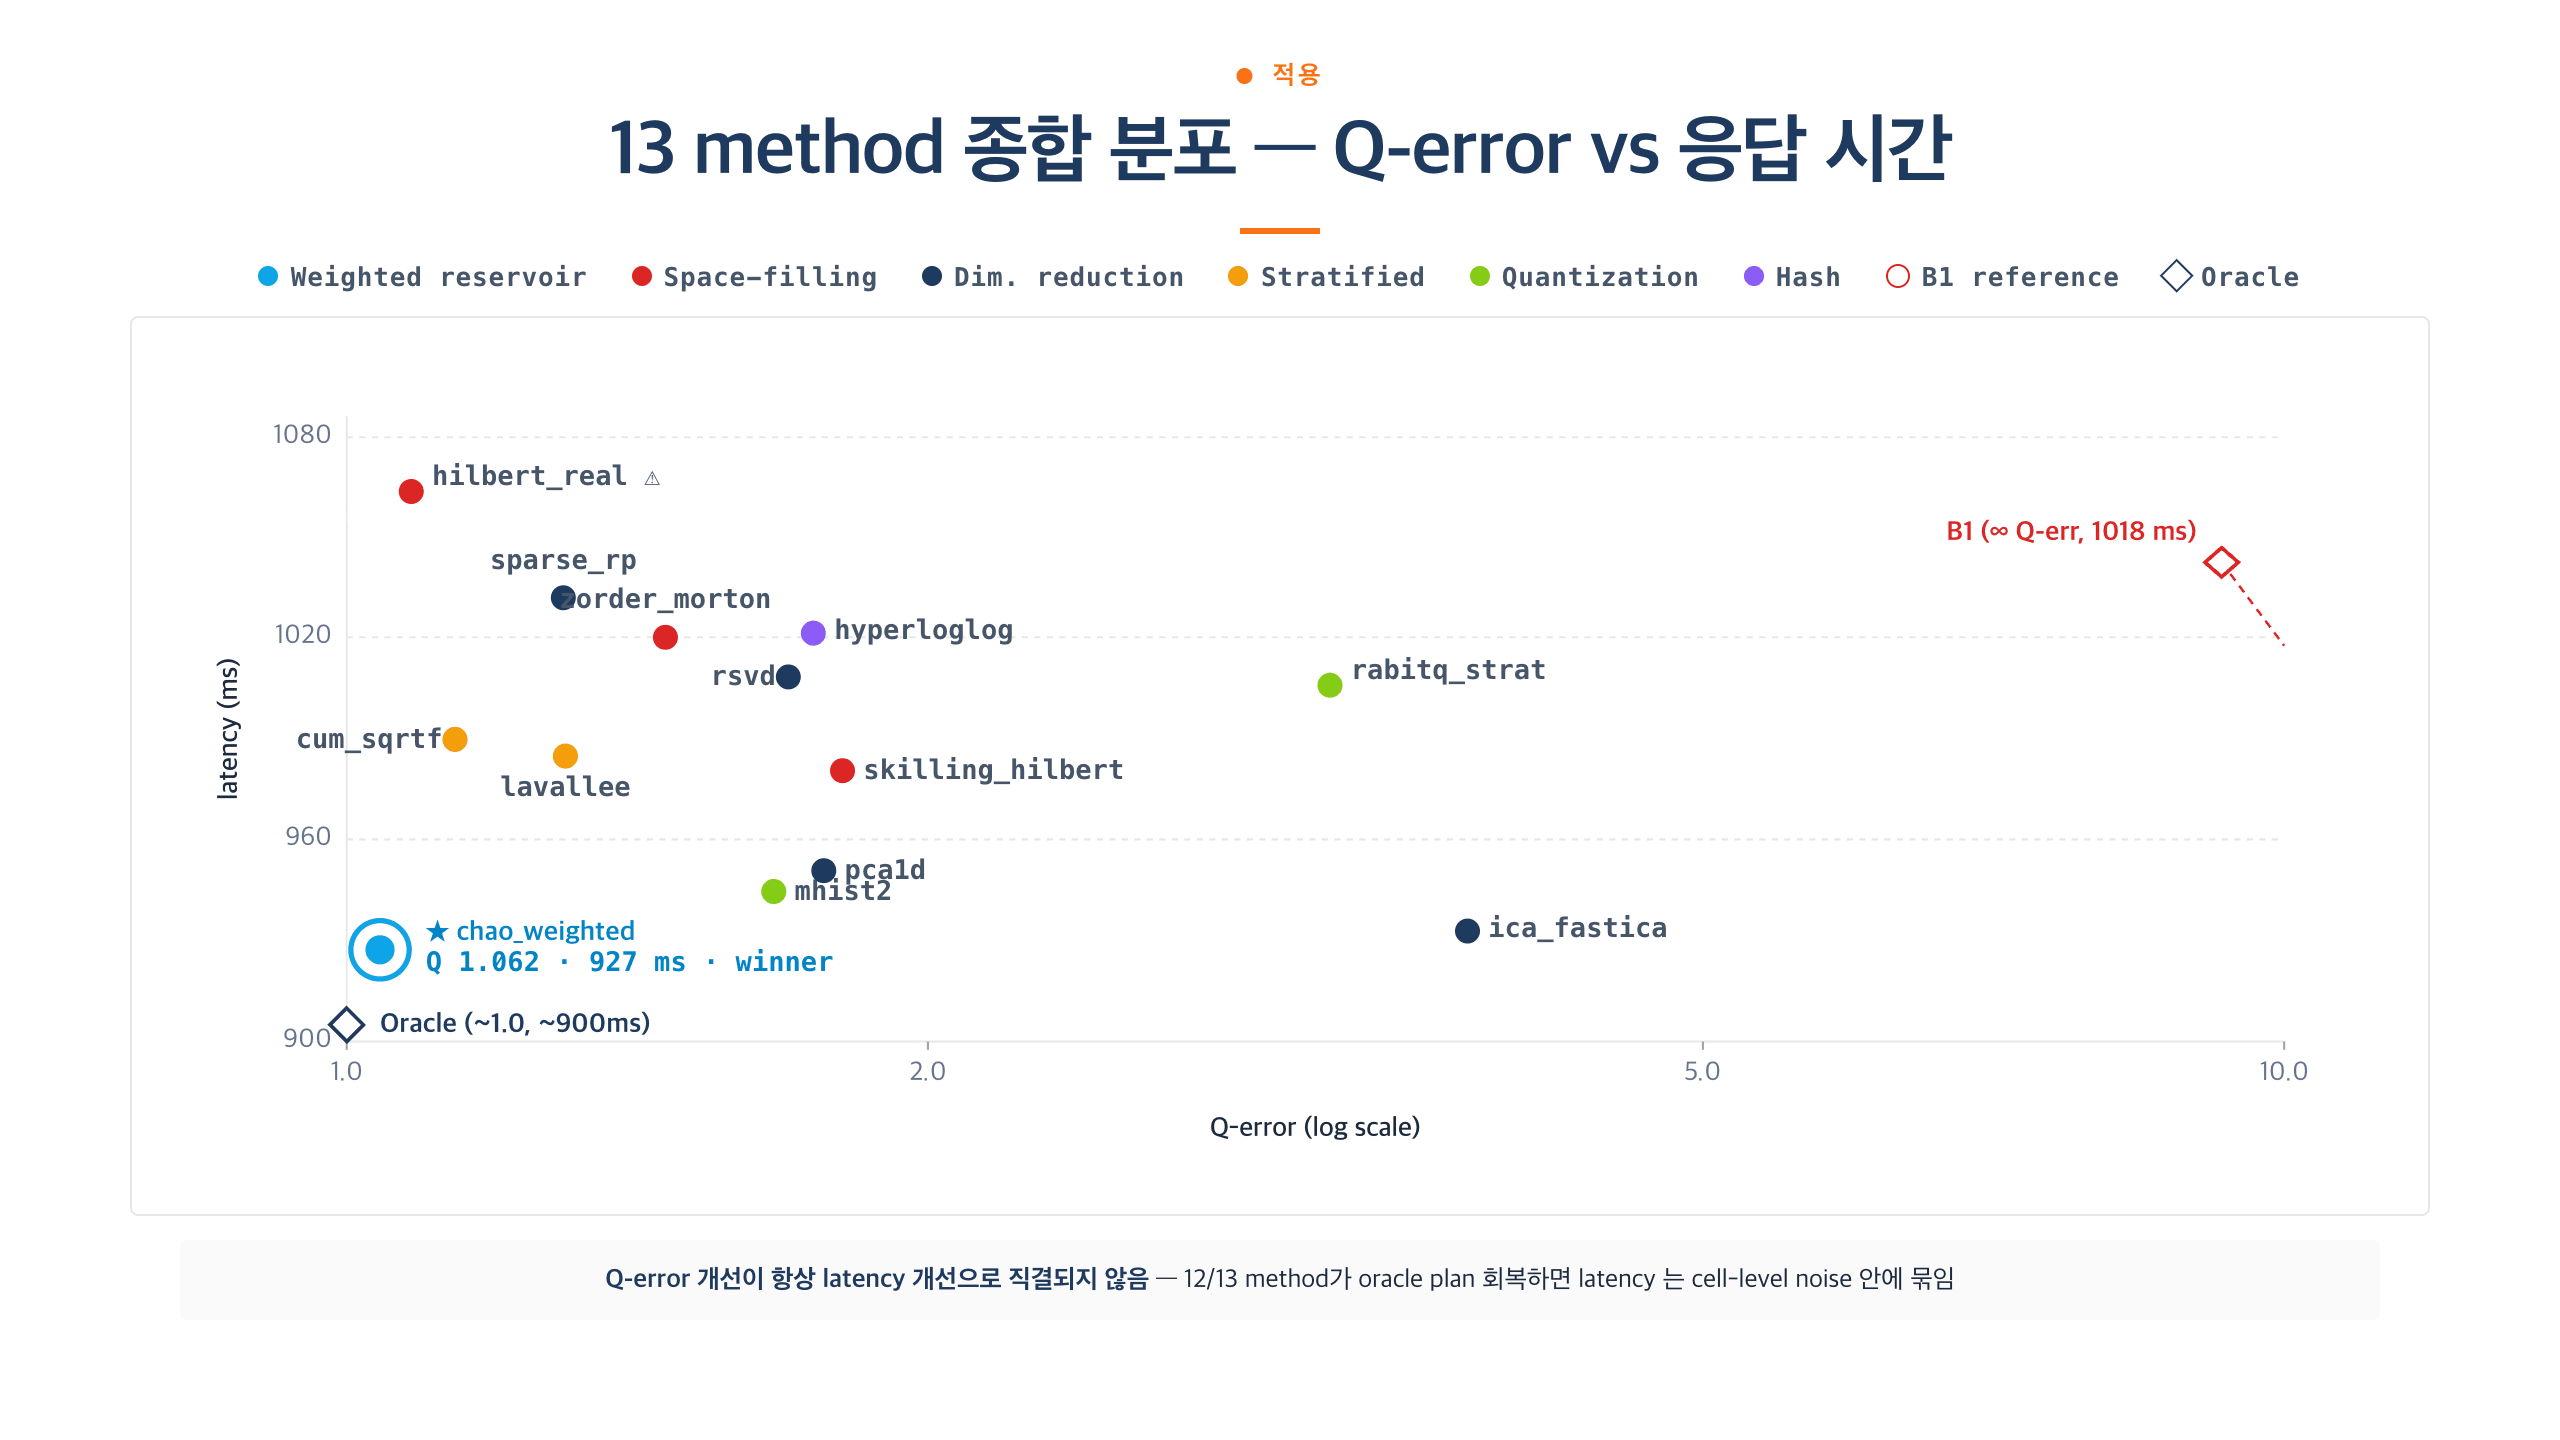 적용
13 method 종합 분포 — Q-error vs 응답 시간
Weighted reservoir Space-filling Dim. reduction Stratified Quantization Hash B1 reference Oracle
1080
hilbert_real ⚠
B1 (∞ Q-err, 1018 ms)
sparse_rp
zorder_morton
1020
hyperloglog
rsvd
rabitq_strat
latency (ms)
cum_sqrtf
lavallee
skilling_hilbert
960
pca1d
mhist2
★ chao_weighted
ica_fastica
Q 1.062 · 927 ms · winner
Oracle (~1.0, ~900ms)
900
1.0 2.0 5.0 10.0
Q-error (log scale)
Q-error 개선이 항상 latency 개선으로 직결되지 않음 — 12/13 method가 oracle plan 회복하면 latency 는 cell-level noise 안에 묶임